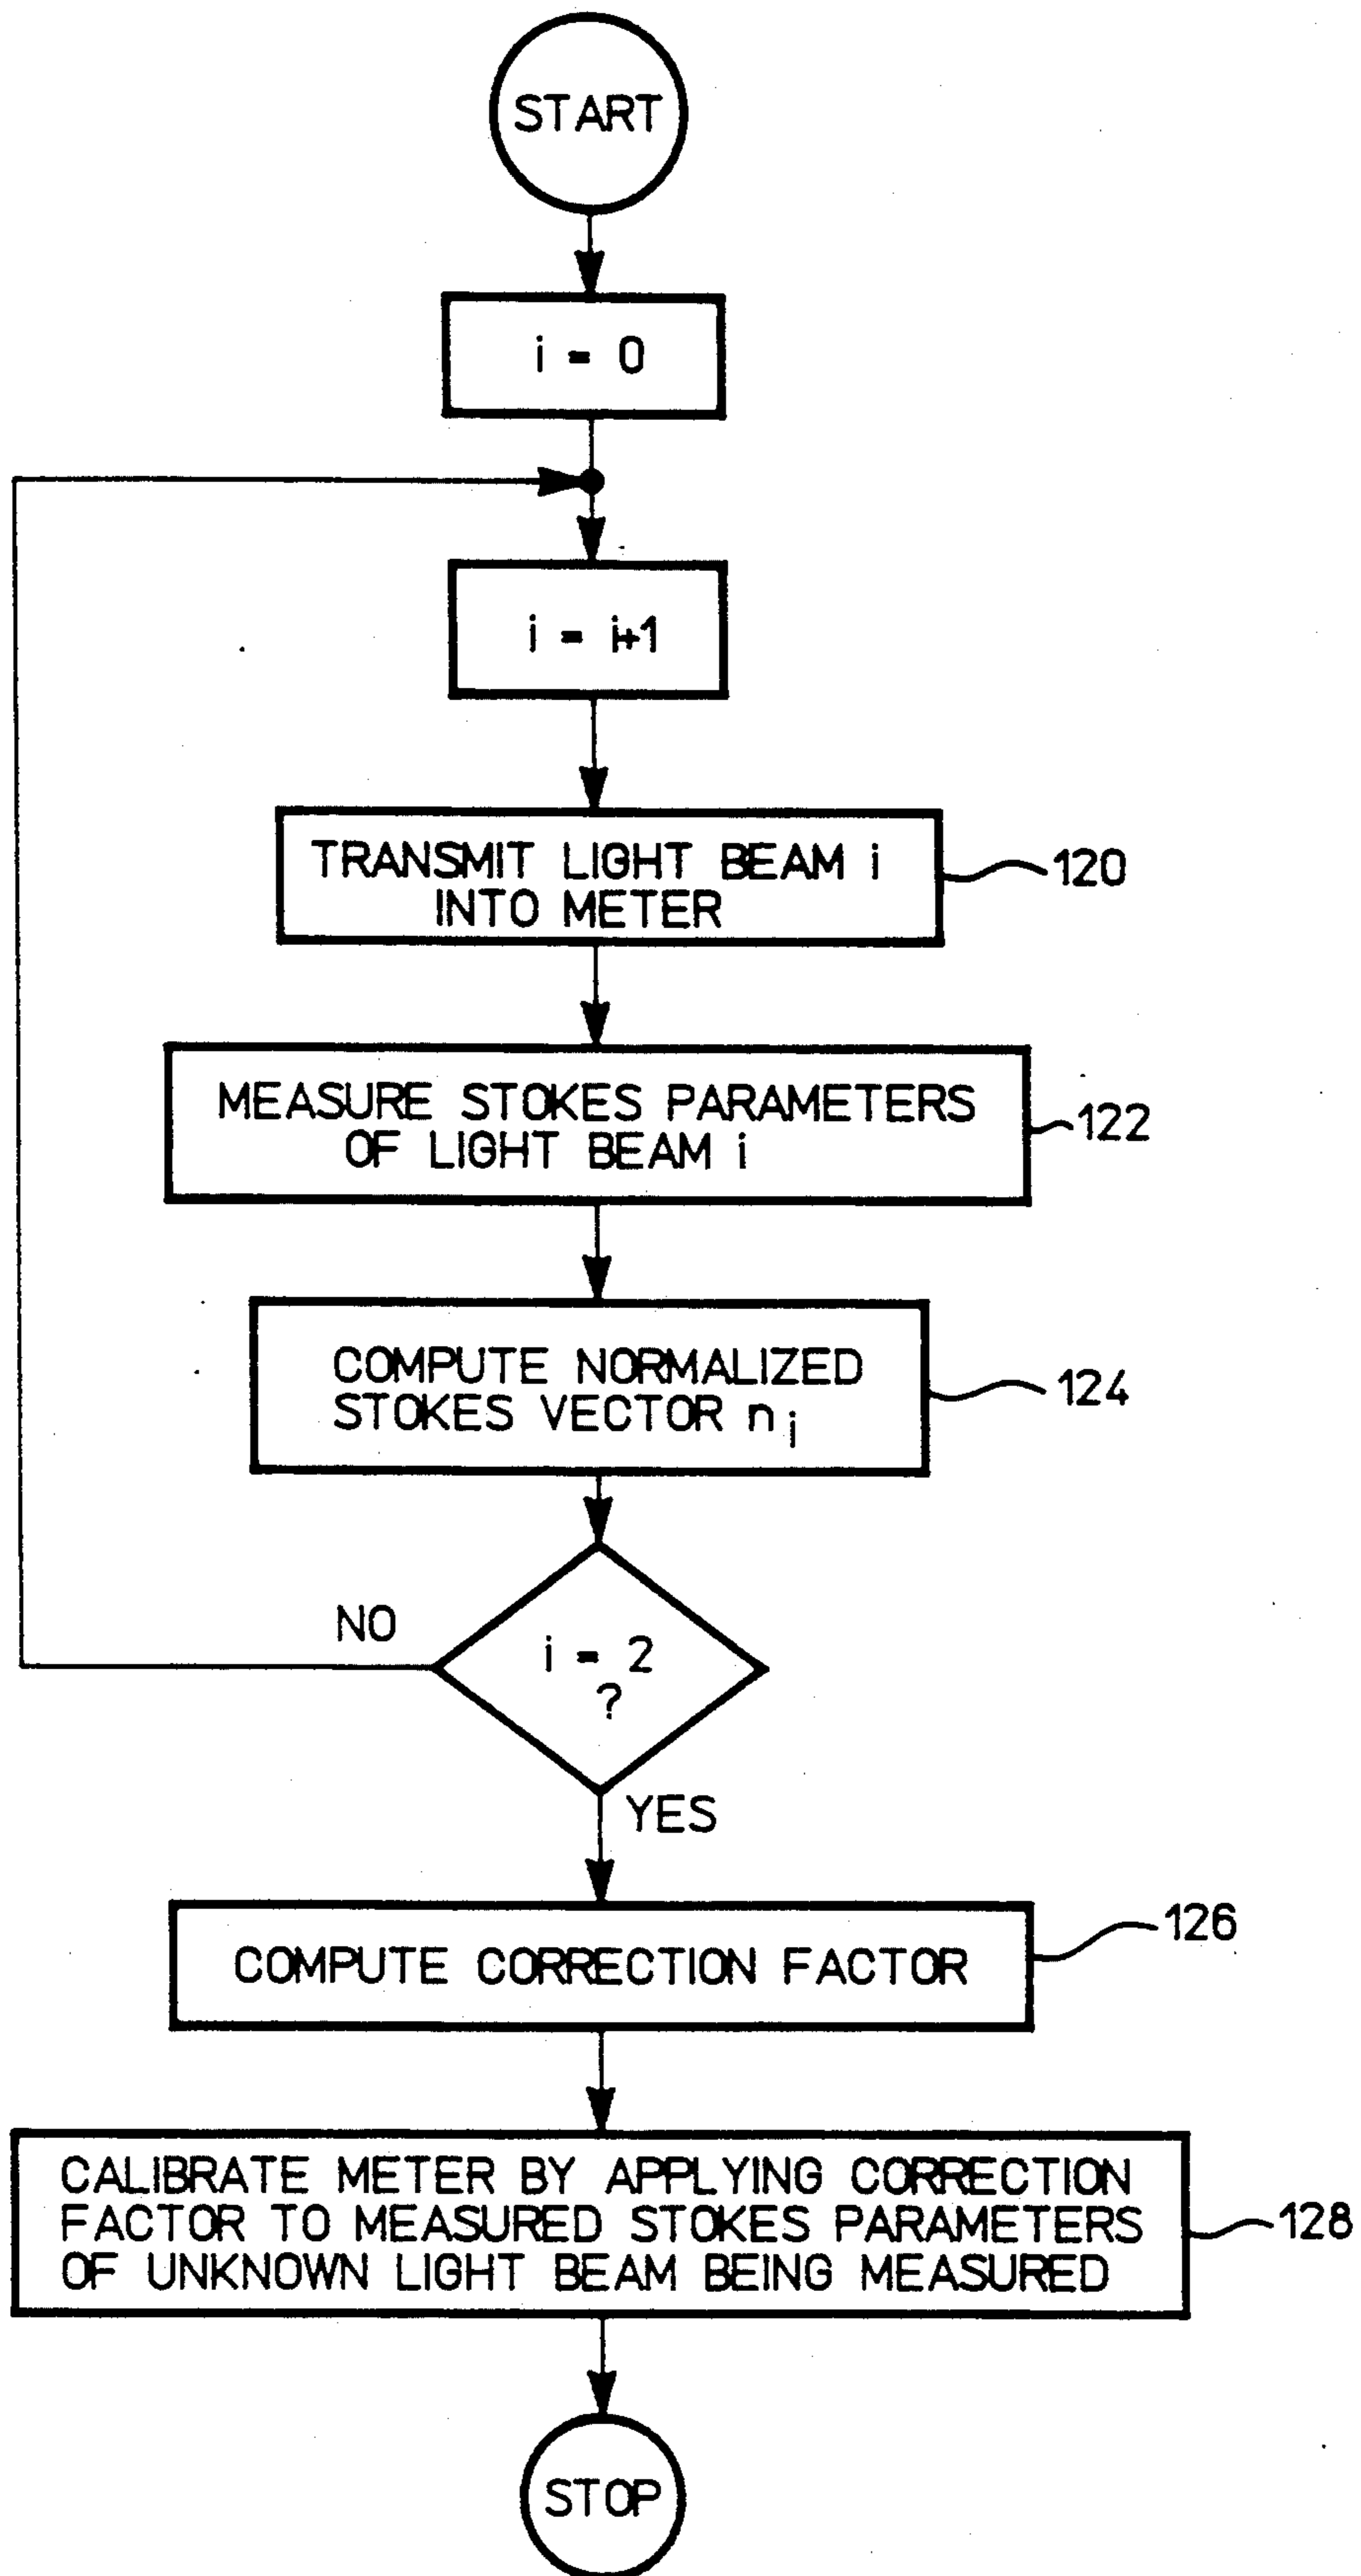 START
i = 0
i = i+1
TRANSMIT LIGHT BEAM i
INTO METER
120
MEASURE STOKES PARAMETERS
OF LIGHT BEAM i
122
COMPUTE NORMALIZED
STOKES VECTOR n i
124
NO
i = 2
?
YES
COMPUTE CORRECTION FACTOR
126
CALIBRATE METER BY APPLYING CORRECTION
FACTOR TO MEASURED STOKES PARAMETERS
OF UNKNOWN LIGHT BEAM BEING MEASURED
128
STOP